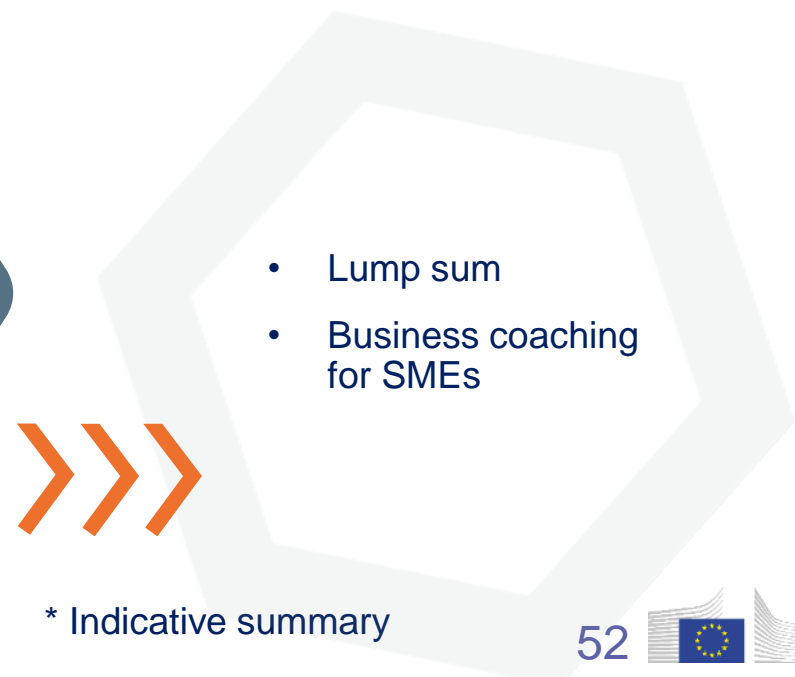 • Lump sum
• Business coaching
for SMEs
* Indicative summary
52